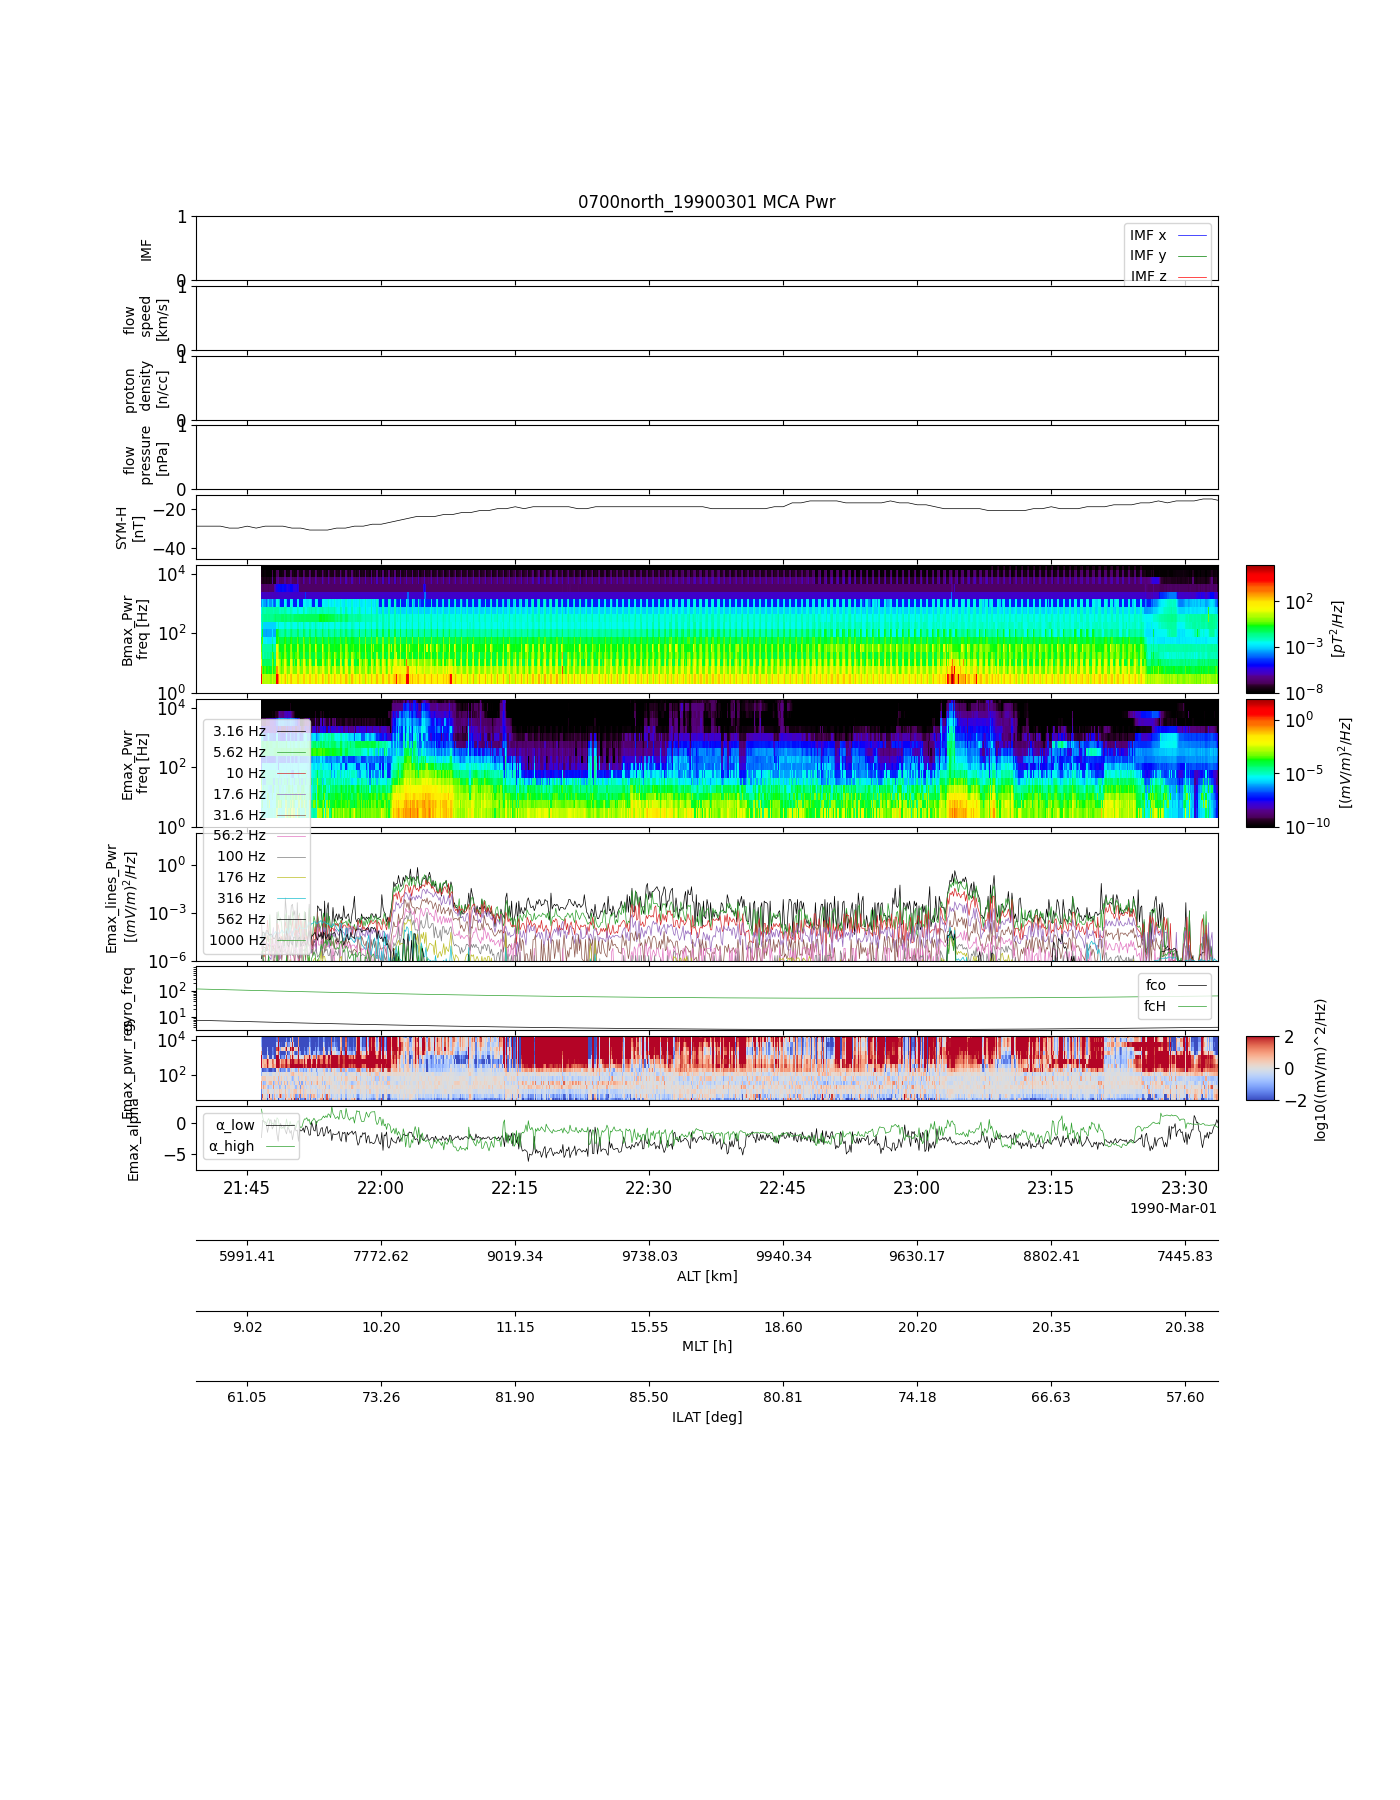 0700north_19900301 MCA Pwr
1
0
IMF
IMF x
IMF y
IMF z
1
0
flow
speed
[km/s]
1
0
proton
density
[n/cc]
1
0
flow
pressure
[nPa]
−20
−40
SYM-H
[nT]
10^4
10^2
10^0
Bmax_Pwr
freq [Hz]
10^2
10^−3
10^−8
[pT^2/Hz]
10^4
10^2
10^0
Emax_Pwr
freq [Hz]
10^0
10^−5
10^−10
[(mV/m)^2/Hz]
3.16 Hz
5.62 Hz
10 Hz
17.6 Hz
31.6 Hz
56.2 Hz
100 Hz
176 Hz
316 Hz
562 Hz
1000 Hz
10^0
10^−3
10^−6
Emax_lines_Pwr
[(mV/m)^2/Hz]
10^2
10^1
gyro_freq
fco
fcH
10^4
10^2
Emax_pwr_reg
2
0
−2
log10((mV/m)^2/Hz)
0
−5
Emax_alpha
α_low
α_high
21:45 22:00 22:15 22:30 22:45 23:00 23:15 23:30
1990-Mar-01
5991.41 7772.62 9019.34 9738.03 9940.34 9630.17 8802.41 7445.83
ALT [km]
9.02 10.20 11.15 15.55 18.60 20.20 20.35 20.38
MLT [h]
61.05 73.26 81.90 85.50 80.81 74.18 66.63 57.60
ILAT [deg]